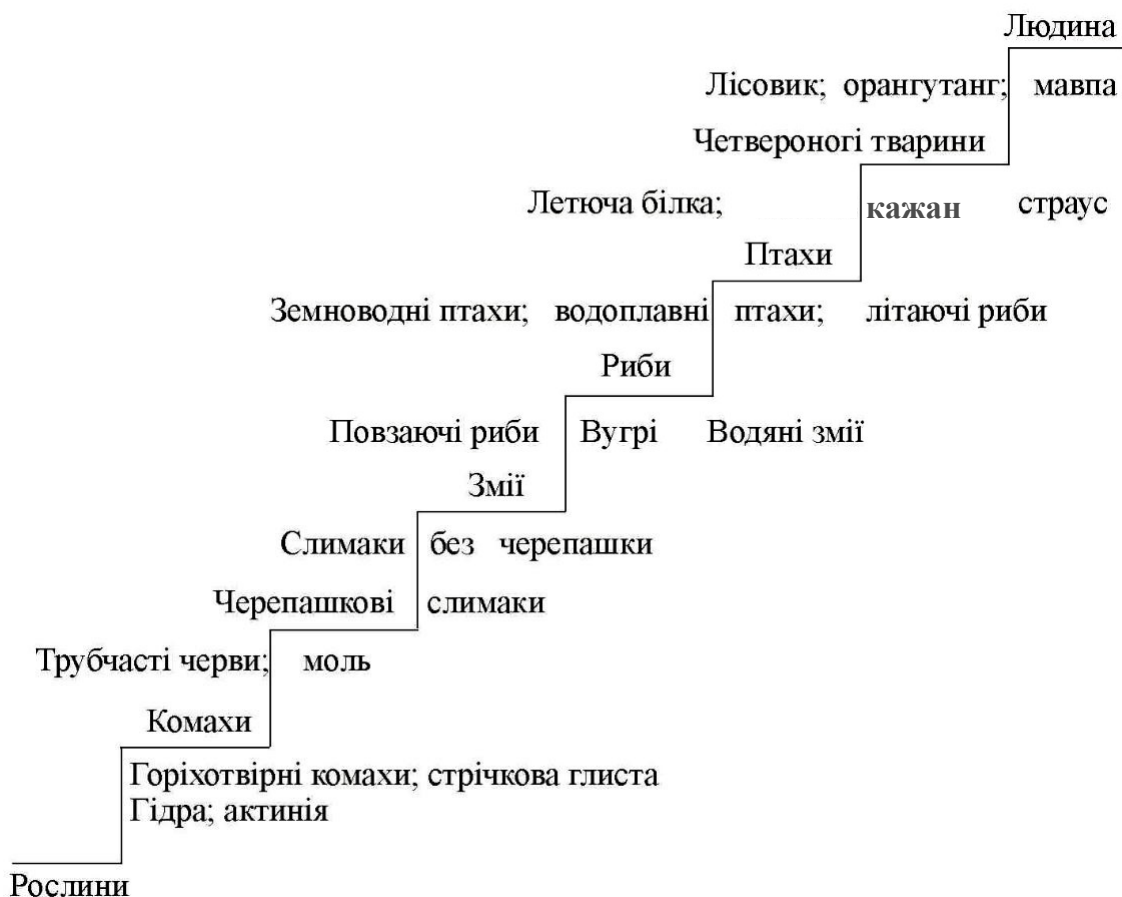 Людина
Лісовик; орангутанг; мавпа
Четвероногі тварини
Летюча білка; кажан страус
Птахи
Земноводні птахи; водоплавні птахи; літаючі риби
Риби
Повзаючі риби Вугрі Водяні змії
Змії
Слимаки без черепашки
Черепашкові слимаки
Трубчасті черви; моль
Комахи
Горіхотвірні комахи; стрічкова глиста
Гідра; актинія
Рослини